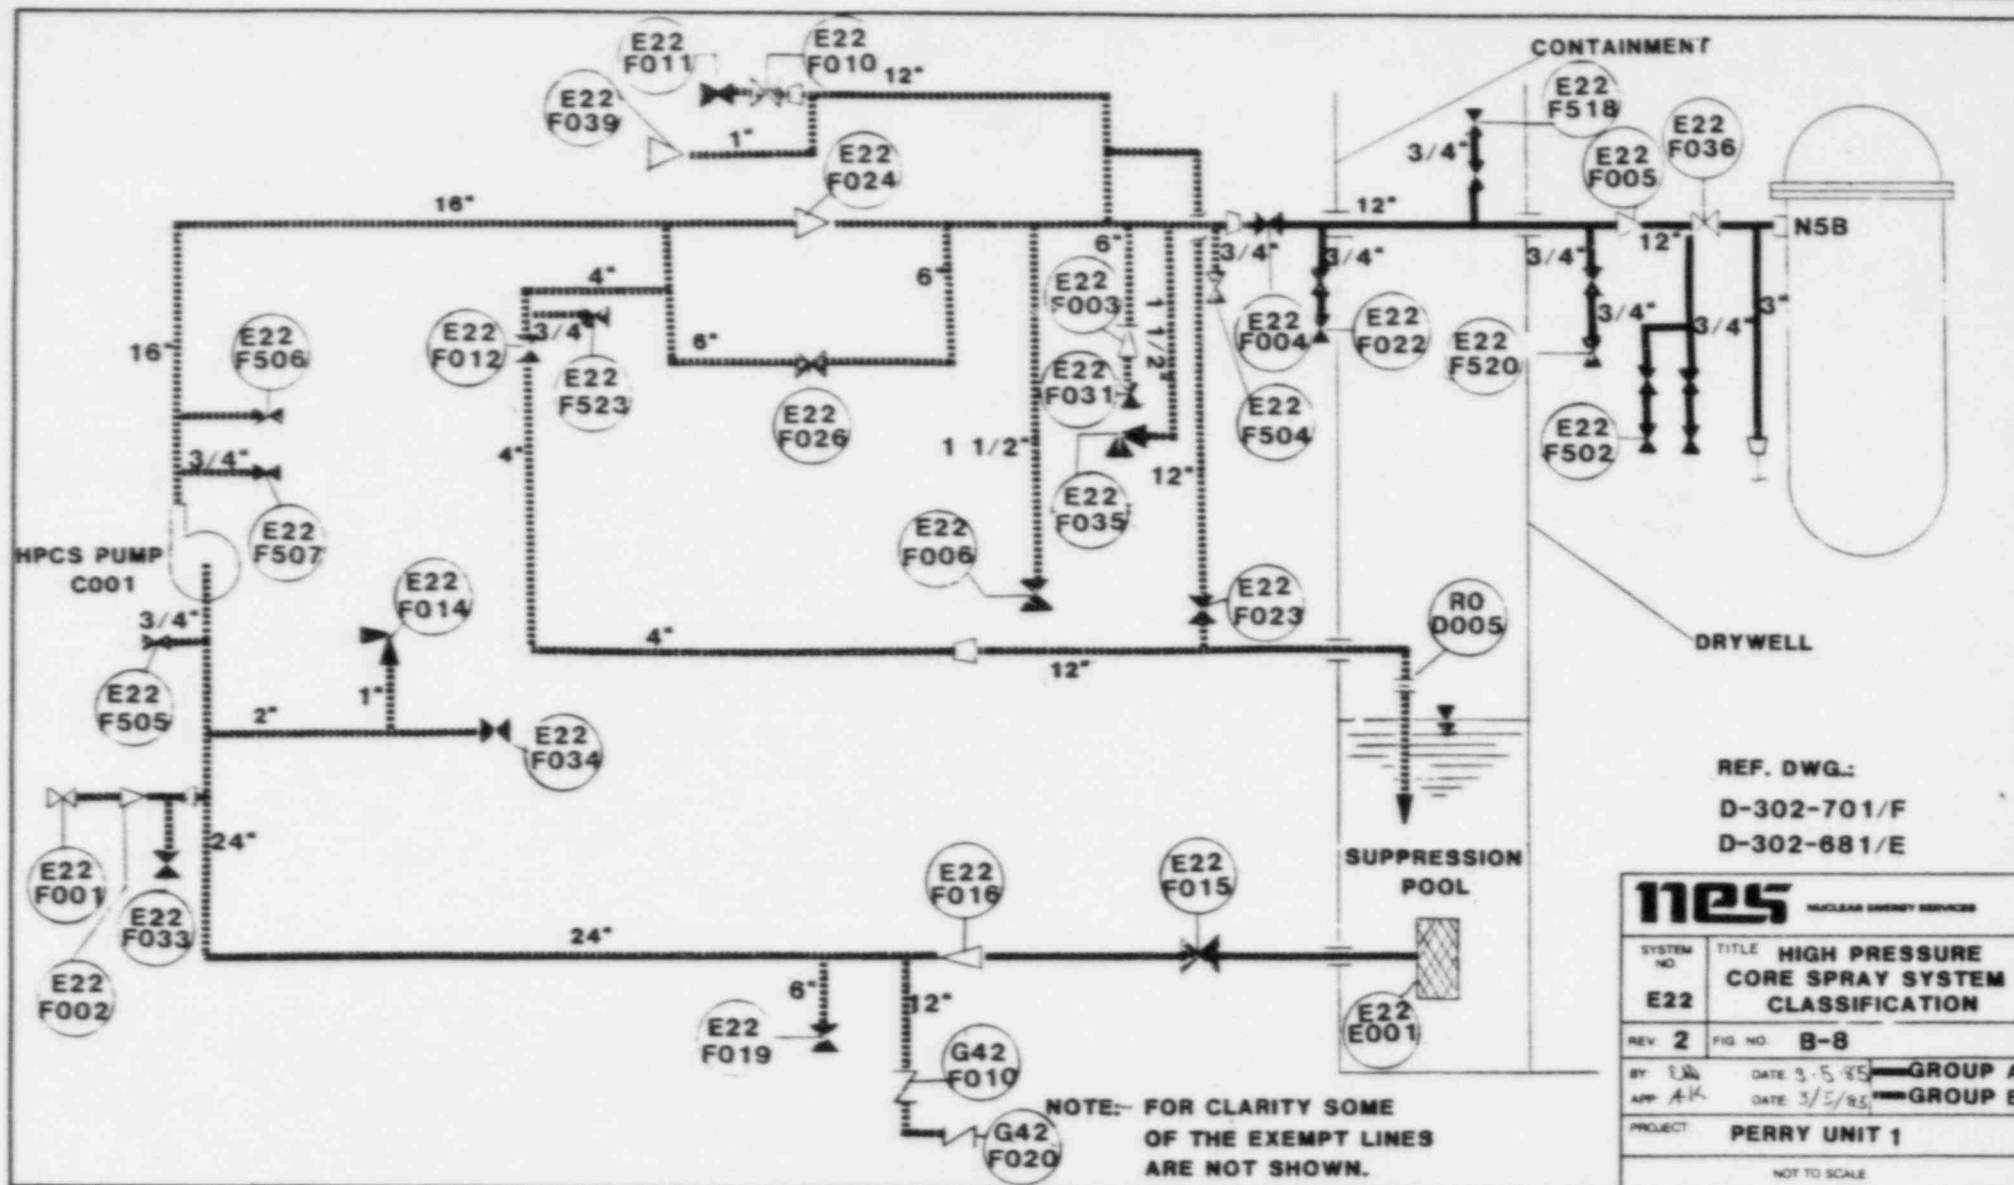 CONTAINMENT
E22
F011
E22
F010
12"
E22
F039
1"
E22
F024
E22
F518
3/4"
E22
F005
E22
F036
16"
12"
N5B
6"
3/4"
3/4"
3/4"
12"
4"
6"
E22
F003
1 1/2"
E22
F004
E22
F022
3/4"
3/4"
3"
16"
E22
F506
E22
F012
3/4"
6"
E22
F520
E22
F523
E22
F031
E22
F026
E22
F504
E22
F502
3/4"
4"
1 1/2"
12"
E22
F507
E22
F035
HPCS PUMP
C001
E22
F006
E22
F014
E22
F023
RO
D005
3/4"
4"
12"
DRYWELL
E22
F505
2"
1"
E22
F034
REF. DWG.:
D-302-701/F
D-302-681/E
24"
E22
F001
E22
F033
E22
F002
E22
F016
E22
F015
SUPPRESSION
POOL
24"
6"
12"
E22
F019
E22
E001
G42
F010
G42
F020
NOTE:- FOR CLARITY SOME
OF THE EXEMPT LINES
ARE NOT SHOWN.
nes NUCLEAR ENERGY SERVICES
SYSTEM NO. E22
TITLE HIGH PRESSURE
CORE SPRAY SYSTEM
CLASSIFICATION
REV 2 FIG. NO. B-8
BY DATE 3-5-85 GROUP A
APP AK DATE 3/5/85 GROUP
PROJECT PERRY UNIT 1
NOT TO SCALE